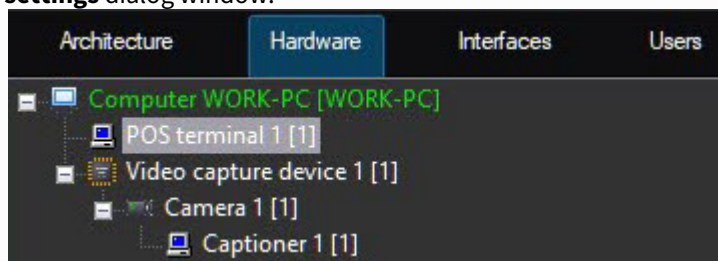 settings dialog window.
Architecture Hardware Interfaces Users
Computer WORK-PC [WORK-PC]
POS terminal 1 [1]
Video capture device 1 [1]
Camera 1 [1]
Captioner 1 [1]